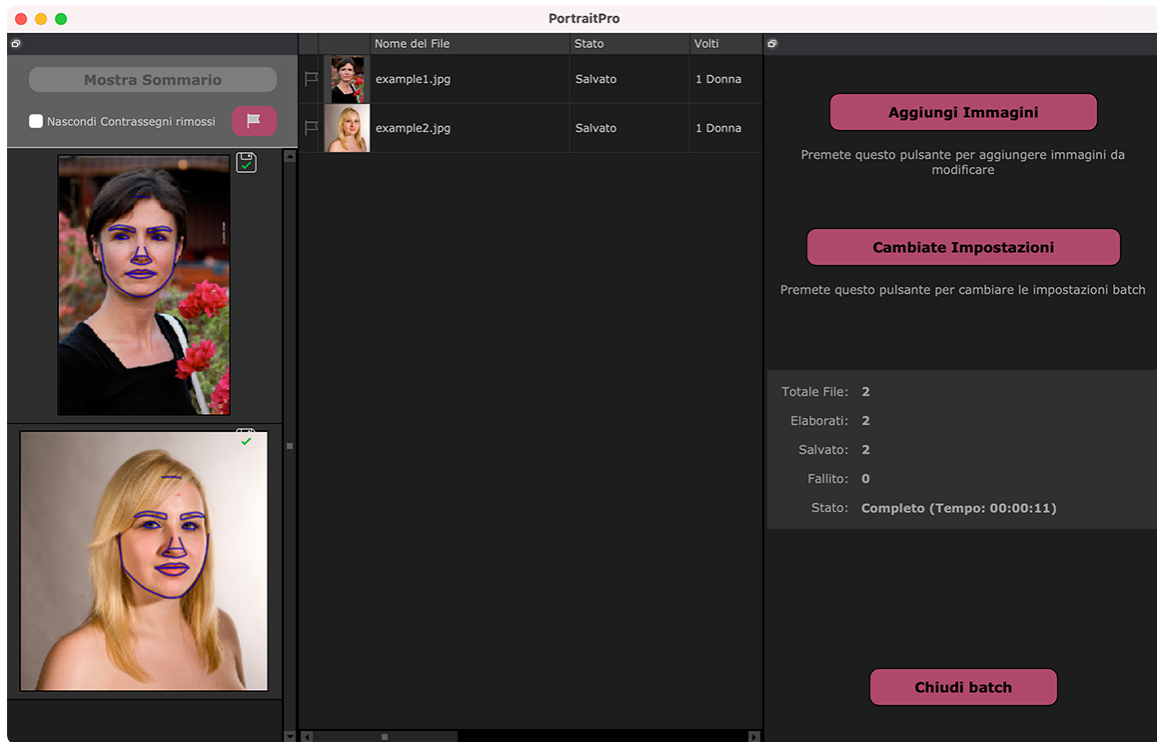 PortraitPro
Mostra Sommario
Nascondi Contrassegni rimossi
Nome del File Stato Volti
example1.jpg Salvato 1 Donna
example2.jpg Salvato 1 Donna
Aggiungi Immagini
Premete questo pulsante per aggiungere immagini da
modificare
Cambiate Impostazioni
Premete questo pulsante per cambiare le impostazioni batch
Totale File: 2
Elaborati: 2
Salvato: 2
Fallito: 0
Stato: Completo (Tempo: 00:00:11)
Chiudi batch